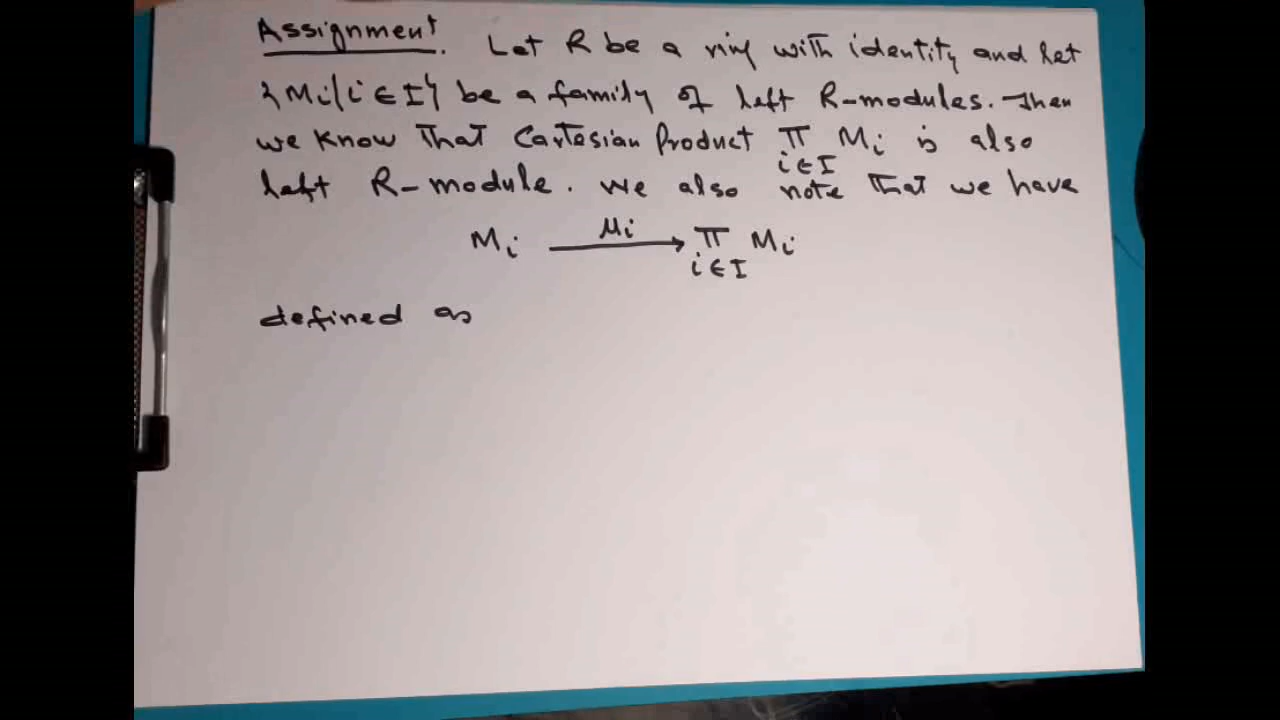 Assignment. Let R be a ring with identity and let
{Mi | i ∈ I} be a family of left R-modules. Then
we know that Cartesian Product Π Mi is also
i ∈ I
left R-module. We also note that we have
Mi μi Π Mi
i ∈ I
defined as